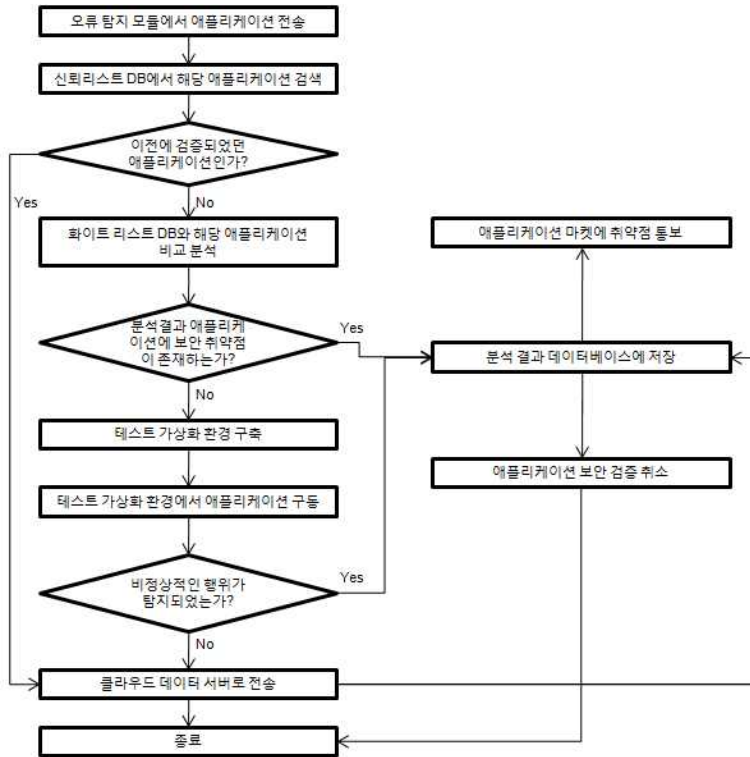 오류 탐지 모듈에서 애플리케이션 전송
신뢰리스트 DB에서 해당 애플리케이션 검색
이전에 검증되었던
애플리케이션인가?
Yes
No
화이트 리스트 DB와 해당 애플리케이션
비교 분석
애플리케이션 마켓에 취약점 통보
분석결과 애플리케
이션에 보안 취약점
이 존재하는가?
Yes
분석 결과 데이터베이스에 저장
No
테스트 가상화 환경 구축
애플리케이션 보안 검증 취소
테스트 가상화 환경에서 애플리케이션 구동
비정상적인 행위가
탐지되었는가?
Yes
No
클라우드 데이터 서버로 전송
종료